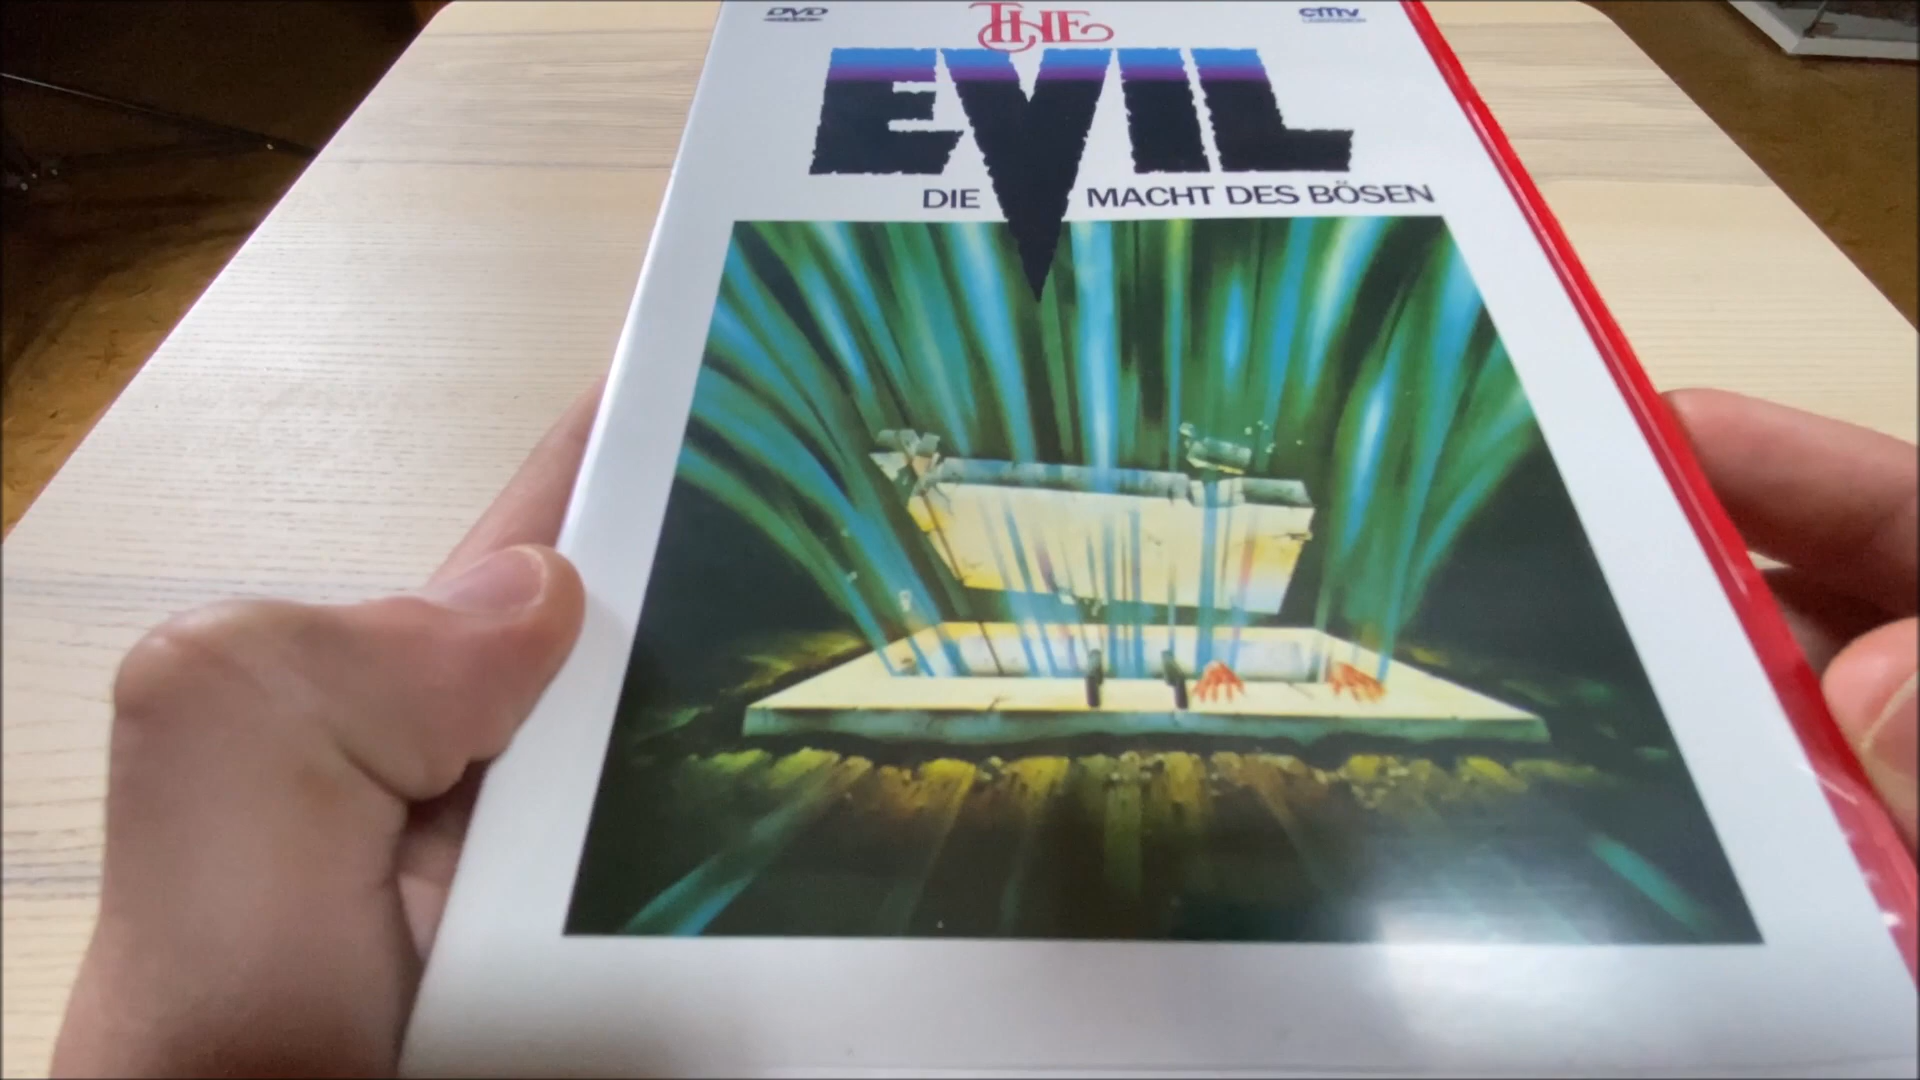 DVD
THE
cmv
EVIL
DIE MACHT DES BÖSEN